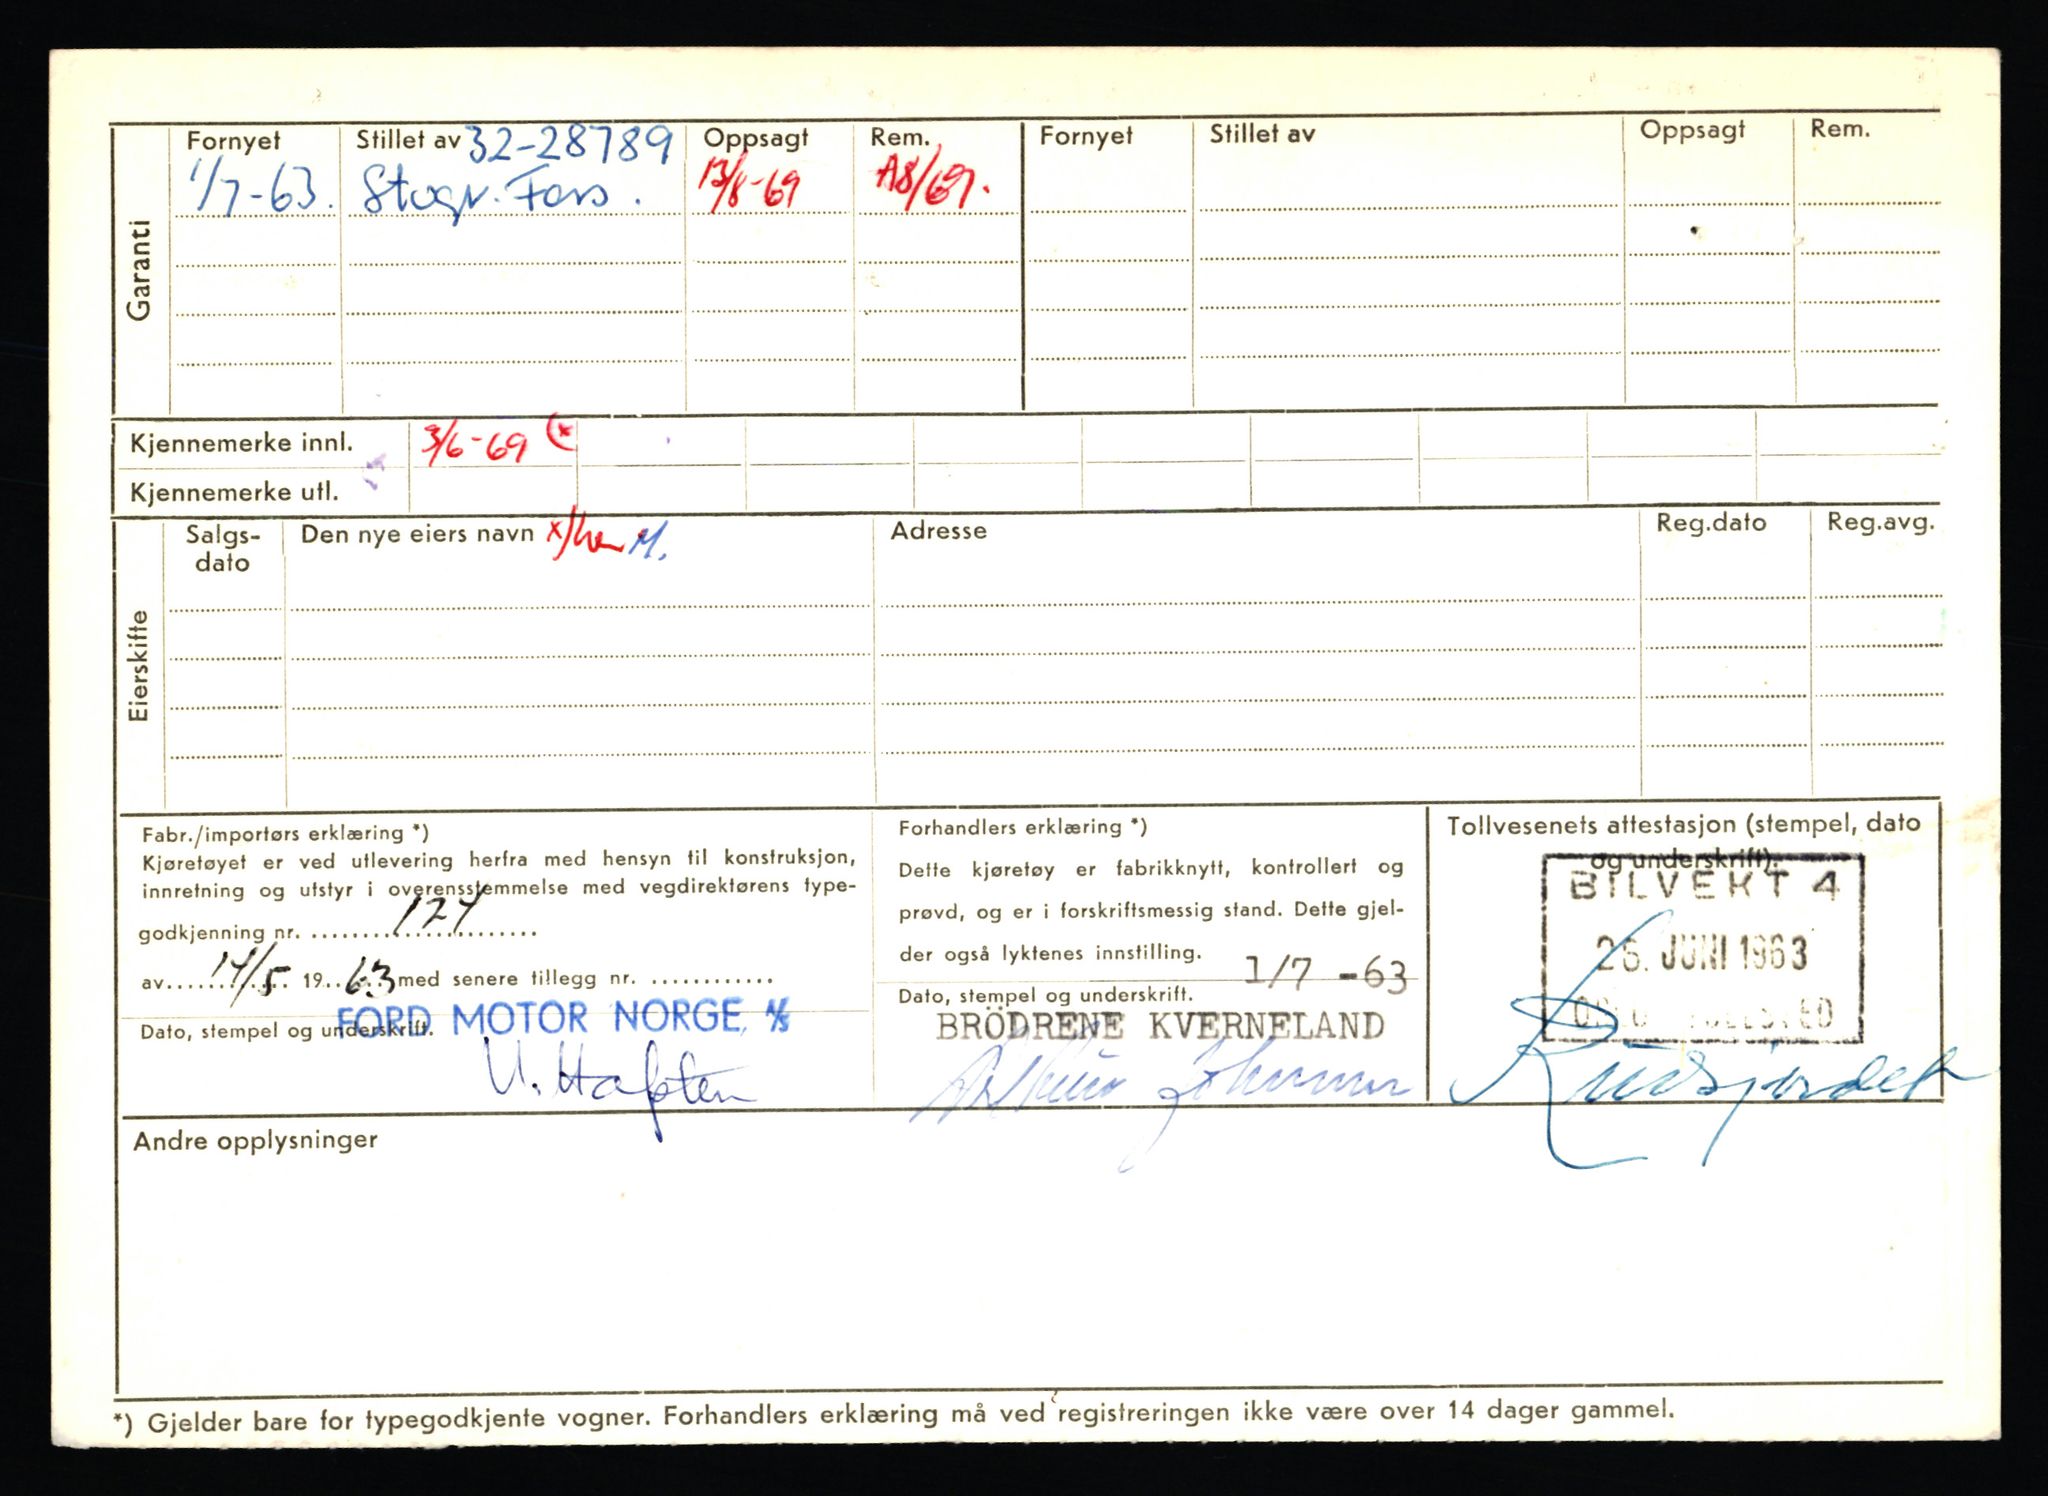 Garanti
Fornyet Stillet av 32-28789 Oppsagt Rem. Fornyet Stillet av Oppsagt Rem.
1/7-63. Stogr. Fors. 13/8-69 A8/69.
Kjennemerke innl. 3/6-69 (x
Kjennemerke utl.
Eierskifte
Salgs-dato Den nye eiers navn x/ M. Adresse Reg.dato Reg.avg.
Fabr./importørs erklæring *)
Kjøretøyet er ved utlevering herfra med hensyn til konstruksjon,
innretning og utstyr i overensstemmelse med vegdirektørens type-
godkjenning nr. 124
av 14/5 1963 med senere tillegg nr.
Dato, stempel og underskrift.
FORD MOTOR NORGE A/S
Forhandlers erklæring *)
Dette kjøretøy er fabrikknytt, kontrollert og
prøvd, og er i forskriftsmessig stand. Dette gjel-
der også lyktenes innstilling. 1/7 -63
Dato, stempel og underskrift.
BRÖDRENE KVERNELAND
Tollvesenets attestasjon (stempel, dato
og underskrift).
BILVEKT 4
26. JUNI 1963
Andre opplysninger
*) Gjelder bare for typegodkjente vogner. Forhandlers erklæring må ved registreringen ikke være over 14 dager gammel.